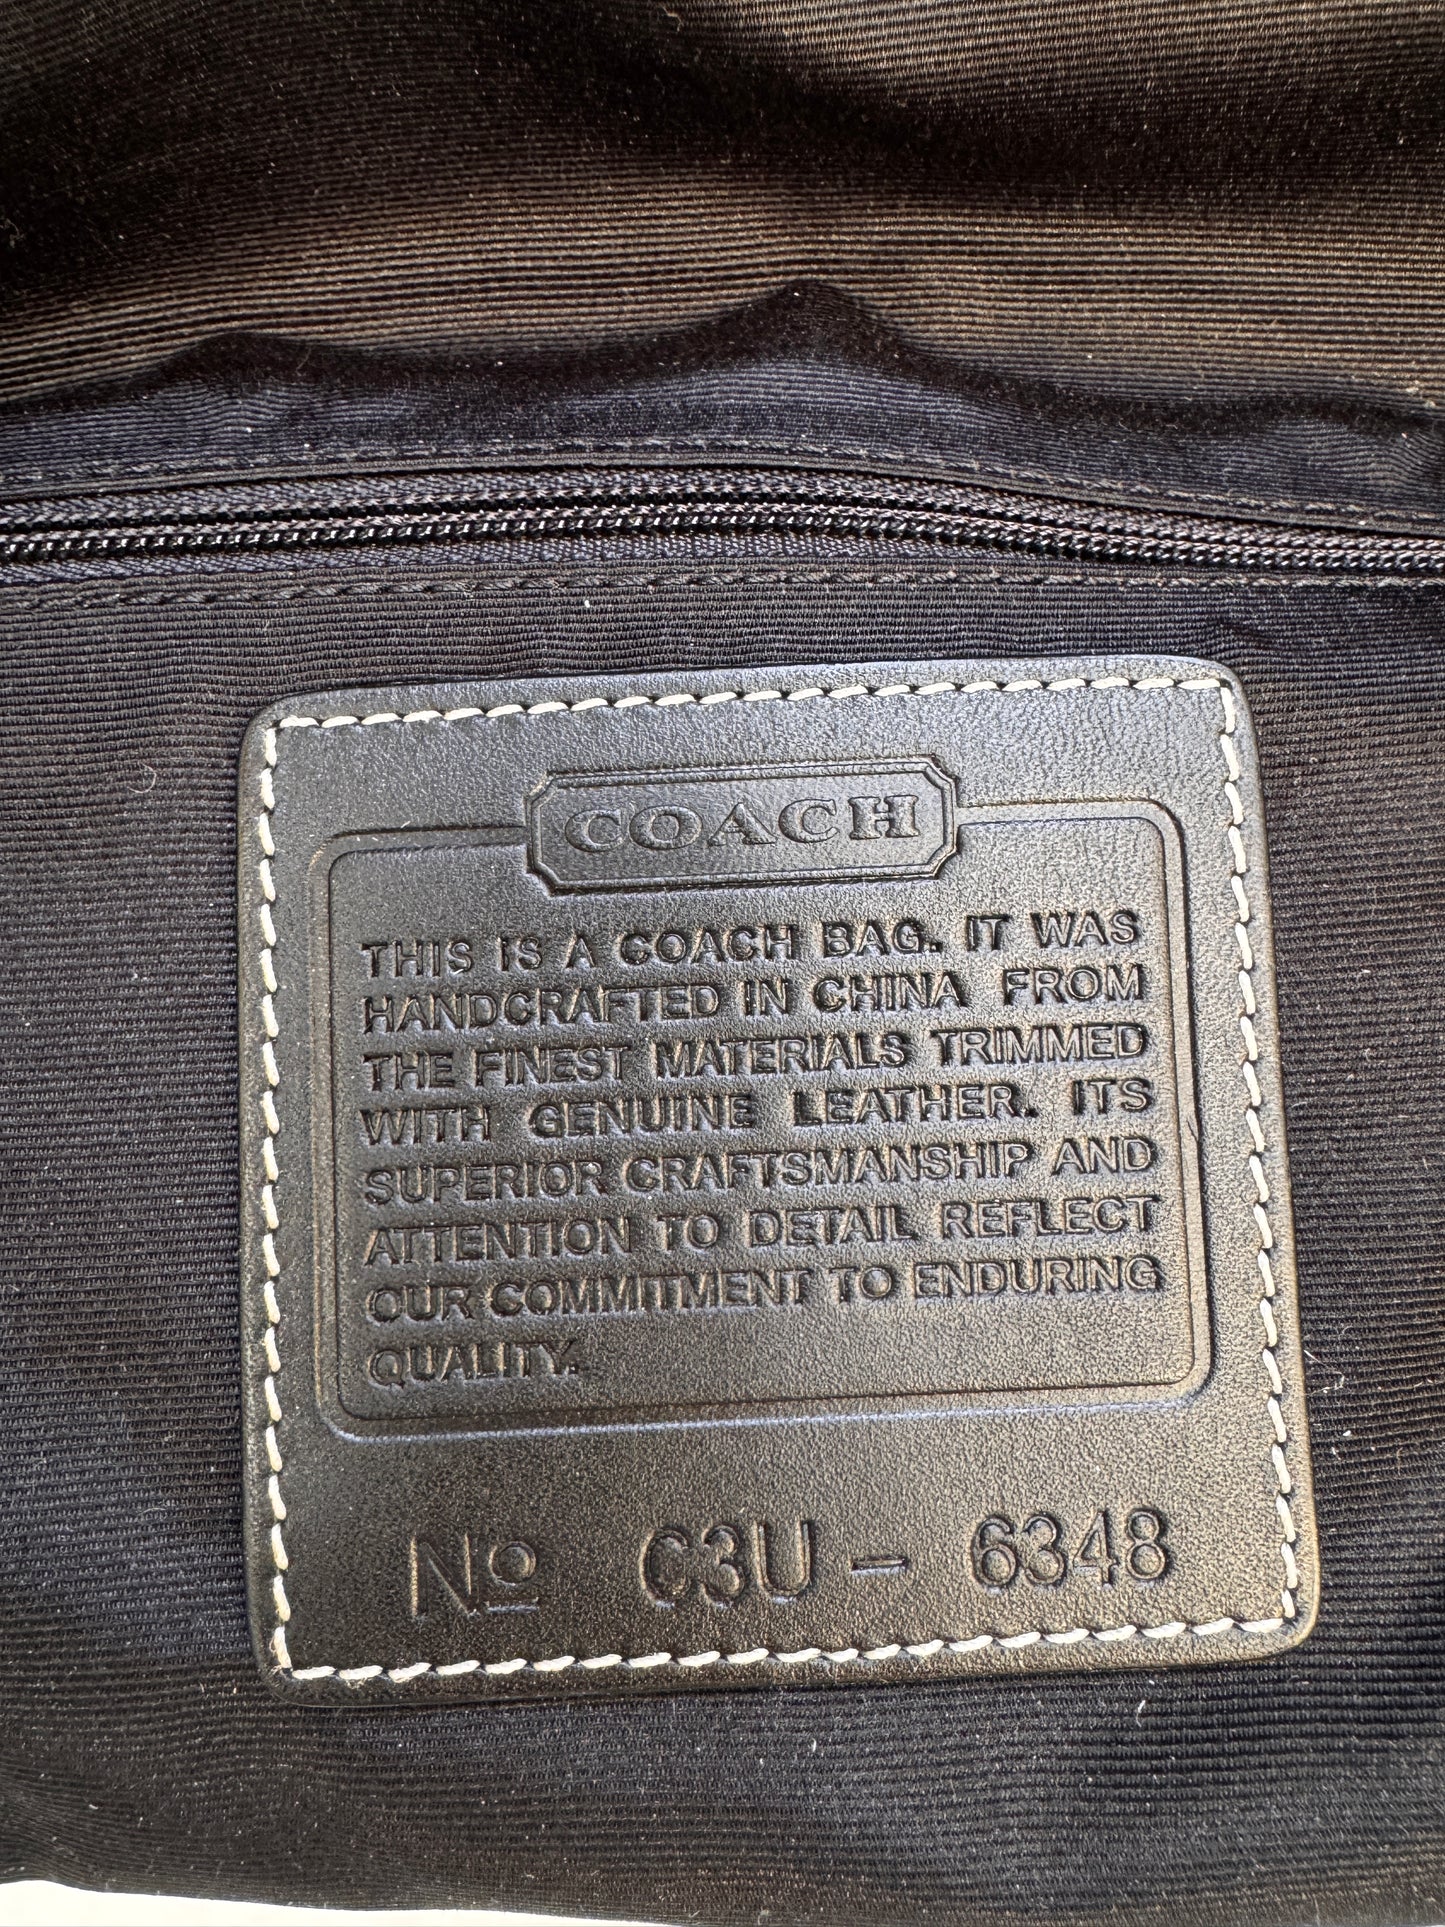 COACH
THIS IS A COACH BAG. IT WAS
HANDCRAFTED IN CHINA FROM
THE FINEST MATERIALS TRIMMED
WITH GENUINE LEATHER. ITS
SUPERIOR CRAFTSMANSHIP AND
ATTENTION TO DETAIL REFLECT
OUR COMMITMENT TO ENDURING
QUALITY.
Nº C3U - 6348